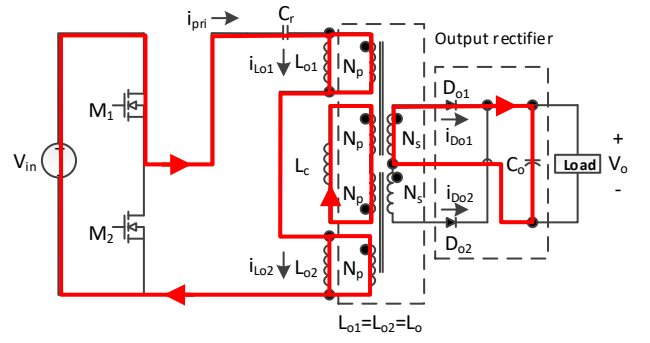 i_pri
C_r
Output rectifier
i_Lo1
L_o1
N_p
D_o1
M_1
i_Do1
+
V_in
L_c
N_p
N_s
C_o
Load
V_o
N_p
N_s
i_Do2
-
M_2
D_o2
i_Lo2
L_o2
N_p
L_o1=L_o2=L_o